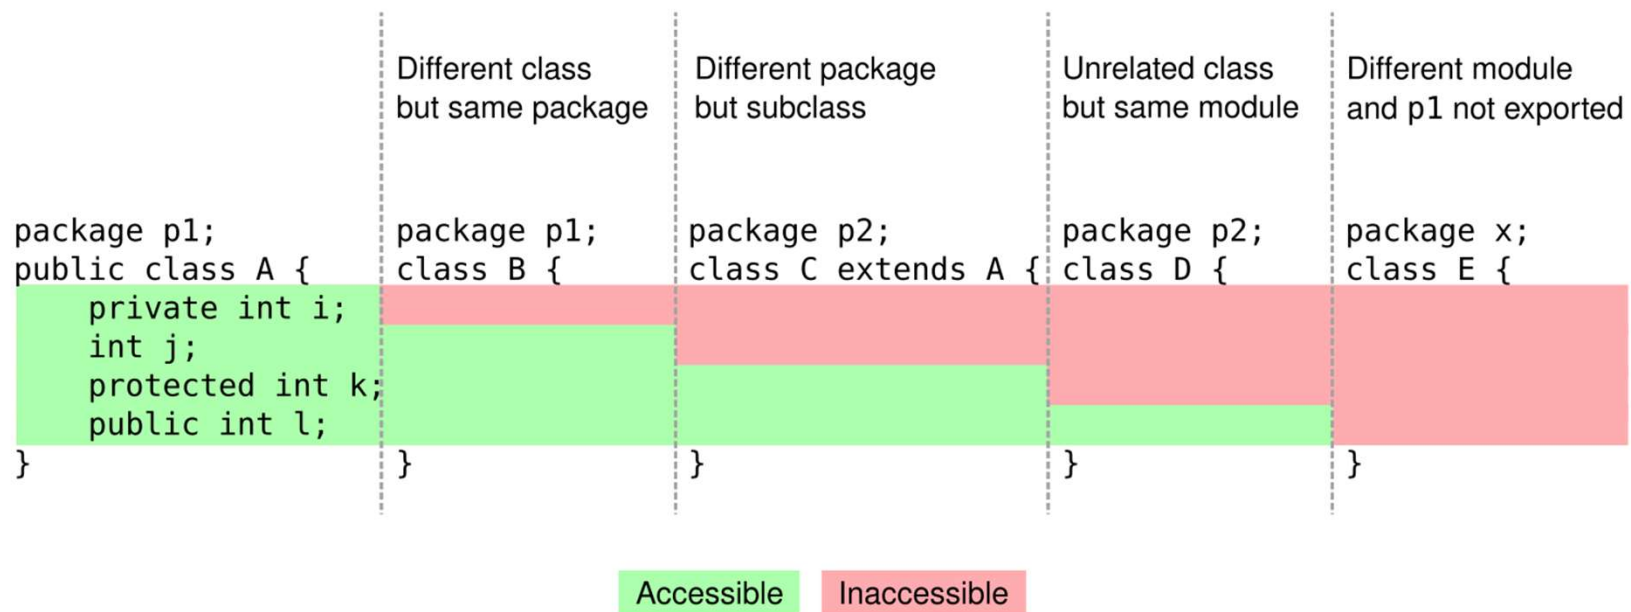 Different class
but same package
Different package
but subclass
Unrelated class
but same module
Different module
and p1 not exported
package p1;
public class A {
private int i;
int j;
protected int k;
public int l;
}
package p1;
class B {
}
package p2;
class C extends A {
}
package p2;
class D {
}
package x;
class E {
}
Accessible
Inaccessible